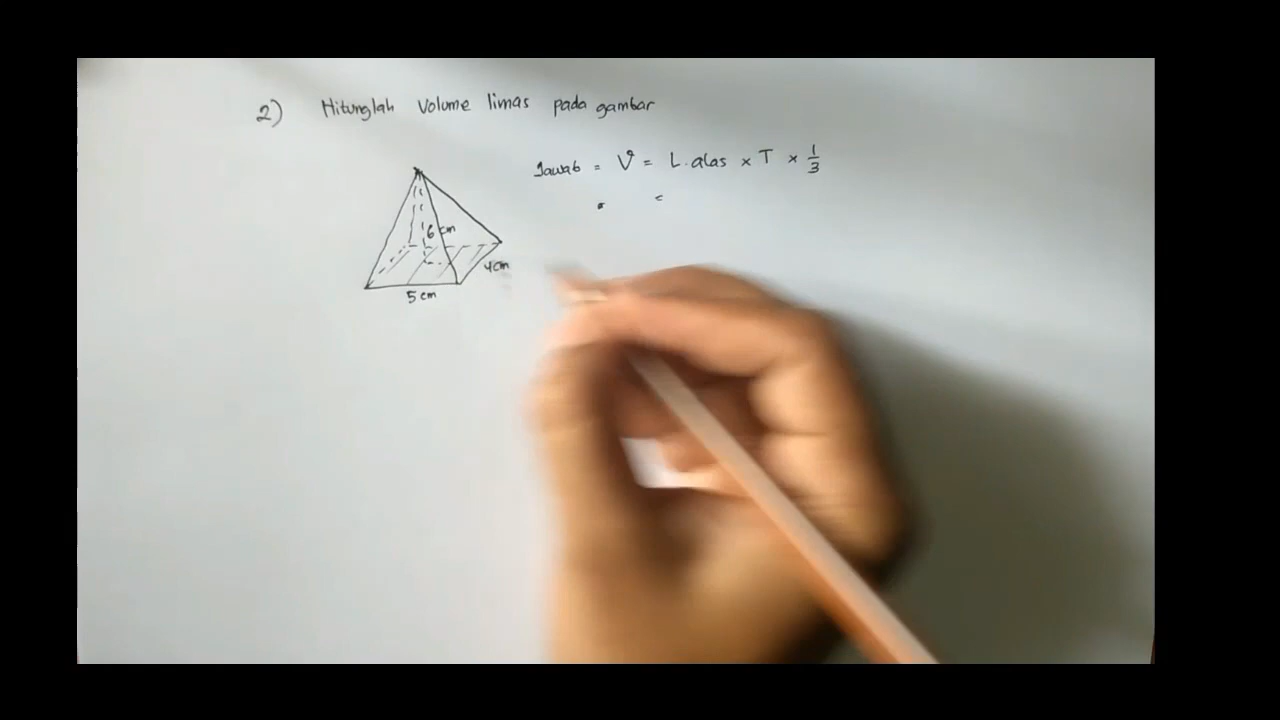 2) Hitunglah Volume limas pada gambar
Jawab = V = L. alas × T × 1/3
=
6 cm
4cm
5 cm